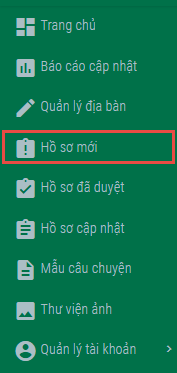 Trang chủ
Báo cáo cập nhật
Quản lý địa bàn
Hồ sơ mới
Hồ sơ đã duyệt
Hồ sơ cập nhật
Mẫu câu chuyện
Thư viện ảnh
Quản lý tài khoản